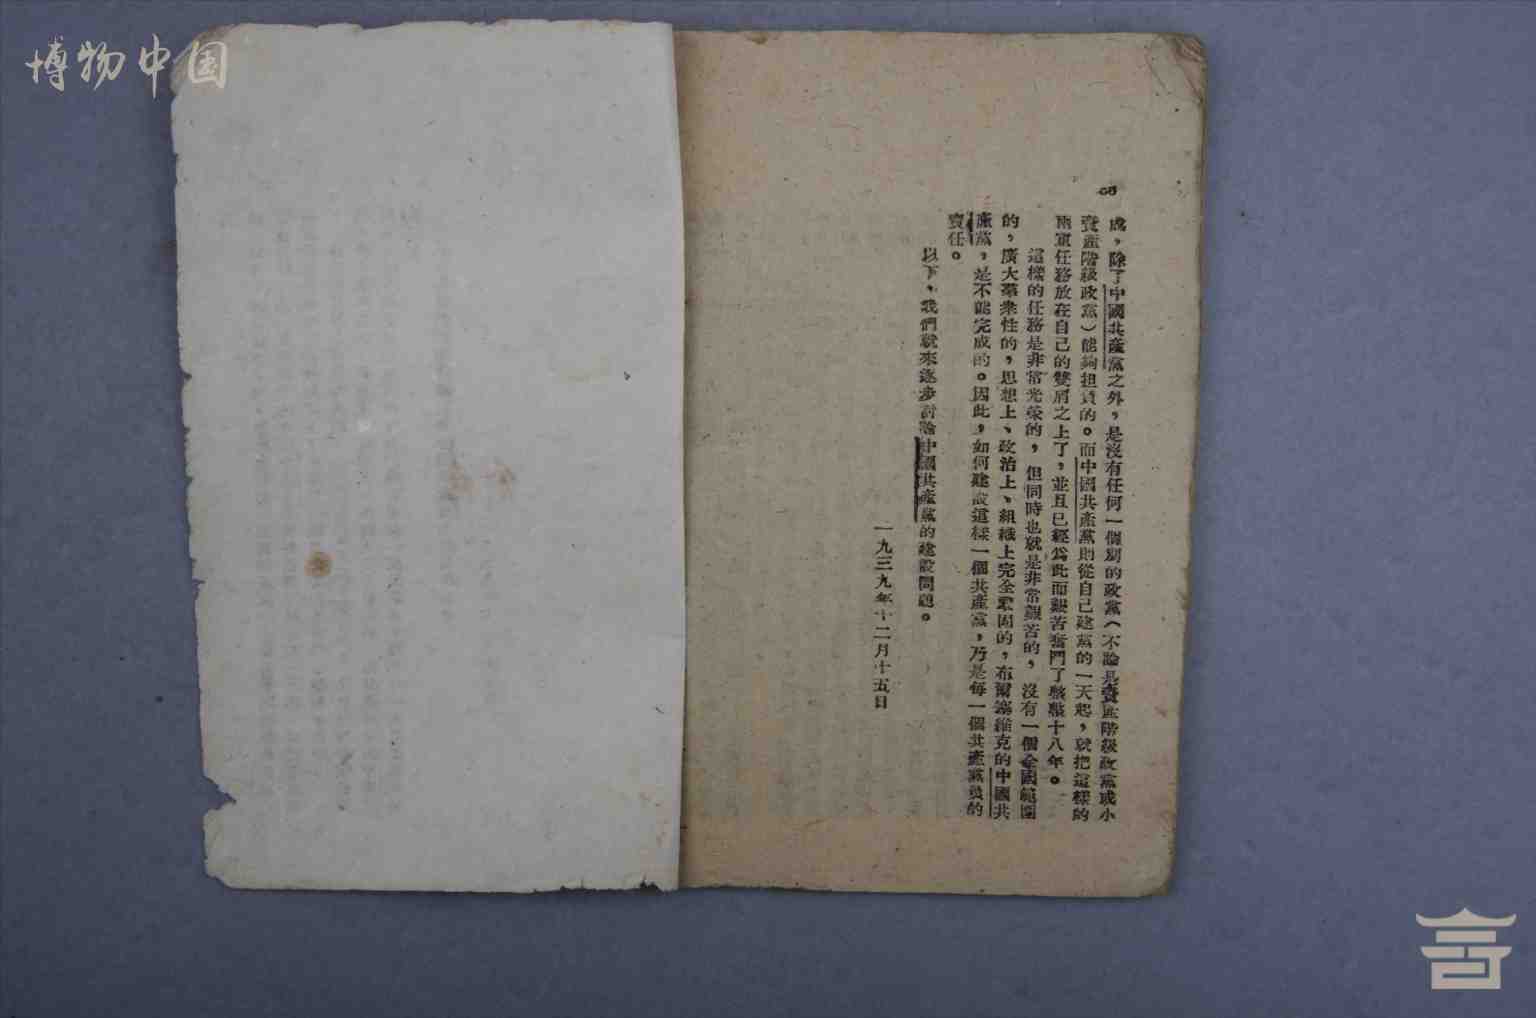 博物中国
成，除了中國共產黨之外，是沒有任何一個別的政黨（不論是資產階級政黨或小
資產階級政黨）能夠担負的。而中國共產黨則從自己建黨的一天起，就把這樣的
兩重任務放在自己的雙肩之上了，並且已經爲此而艱苦奮鬥了整整十八年。
這樣的任務是非常光榮的，但同時也就是非常艱苦的，沒有一個全國範圍
的，廣大羣衆性的，思想上、政治上、組織上完全鞏固的，布爾塞維克的中國共
產黨，是不能完成的。因此，如何建設這樣一個共產黨，乃是每一個共產黨員的
責任。
以下，我們就來逐步討論中國共產黨的建設問題。
一九三九年十二月十五日